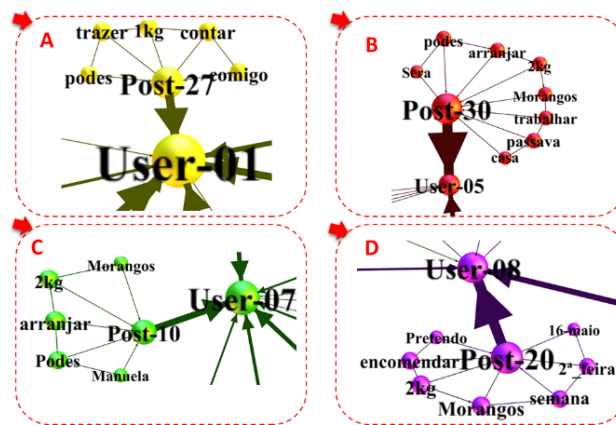 A
trazer
1kg
contar
podes
comigo
Post-27
User-01
B
podes
arranjar
Sera
2kg
Post-30
Morangos
trabalhar
passava
casa
User-05
C
Morangos
2kg
User-07
arranjar
Post-10
Podes
Manuela
D
User-08
Pretendo
16-maio
encomendar
Post-20
2ª_feira
2kg
semana
Morangos